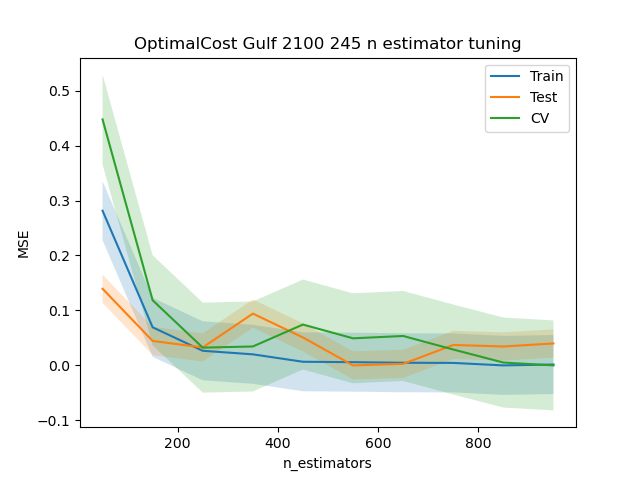 OptimalCost Gulf 2100 245 n estimator tuning
Train
Test
CV
0.5
0.4
0.3
0.2
0.1
0.0
−0.1
MSE
200
400
600
800
n_estimators